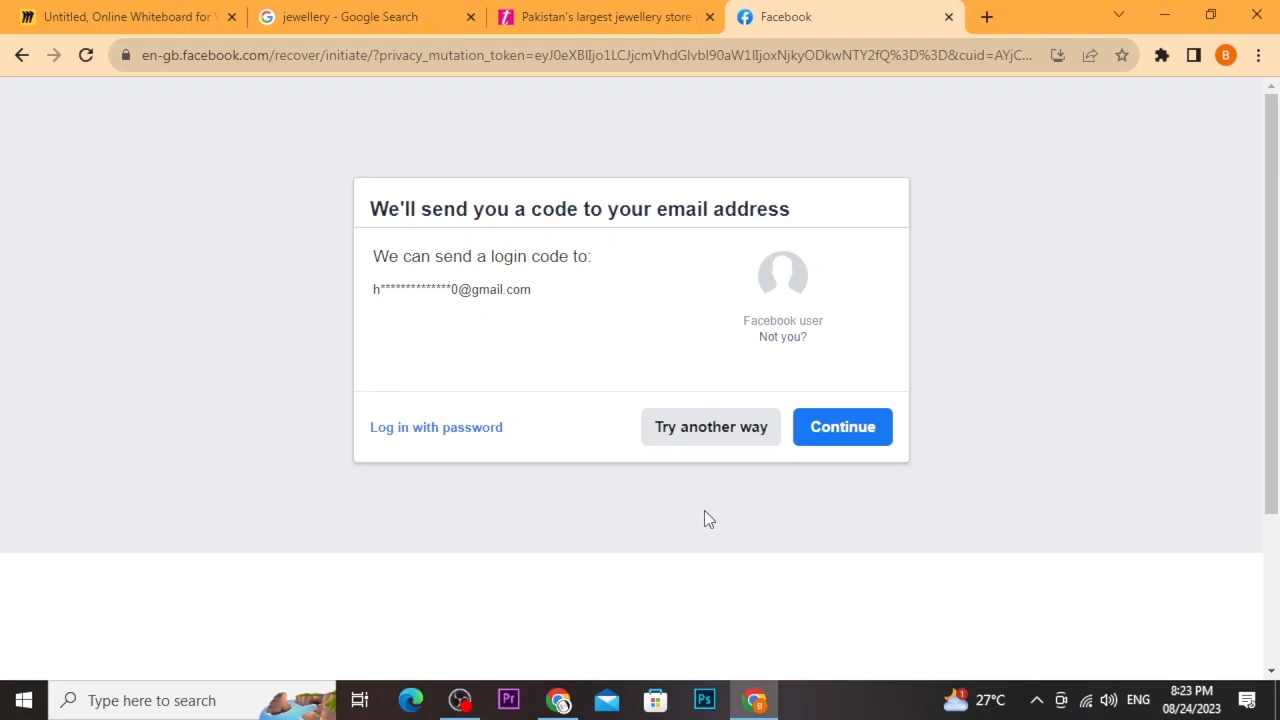 Untitled, Online Whiteboard for V
jewellery - Google Search
Pakistan's largest jewellery store
Facebook
en-gb.facebook.com/recover/initiate/?privacy_mutation_token=eyJ0eXBlIjo1LCJjcmVhdGlvbl90aW1lIjoxNjkyODkwNTY2fQ%3D%3D&cuid=AYjC...
B
We'll send you a code to your email address
We can send a login code to:
h**************0@gmail.com
Facebook user
Not you?
Log in with password
Try another way
Continue
Type here to search
Pr
Ps
B
1
27°C
ENG
8:23 PM
08/24/2023